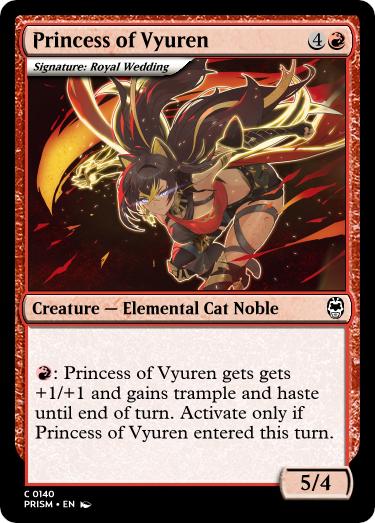 Princess of Vyuren 4
Signature: Royal Wedding
Creature — Elemental Cat Noble
: Princess of Vyuren gets gets
+1/+1 and gains trample and haste
until end of turn. Activate only if
Princess of Vyuren entered this turn.
5/4
C 0140
PRISM • EN